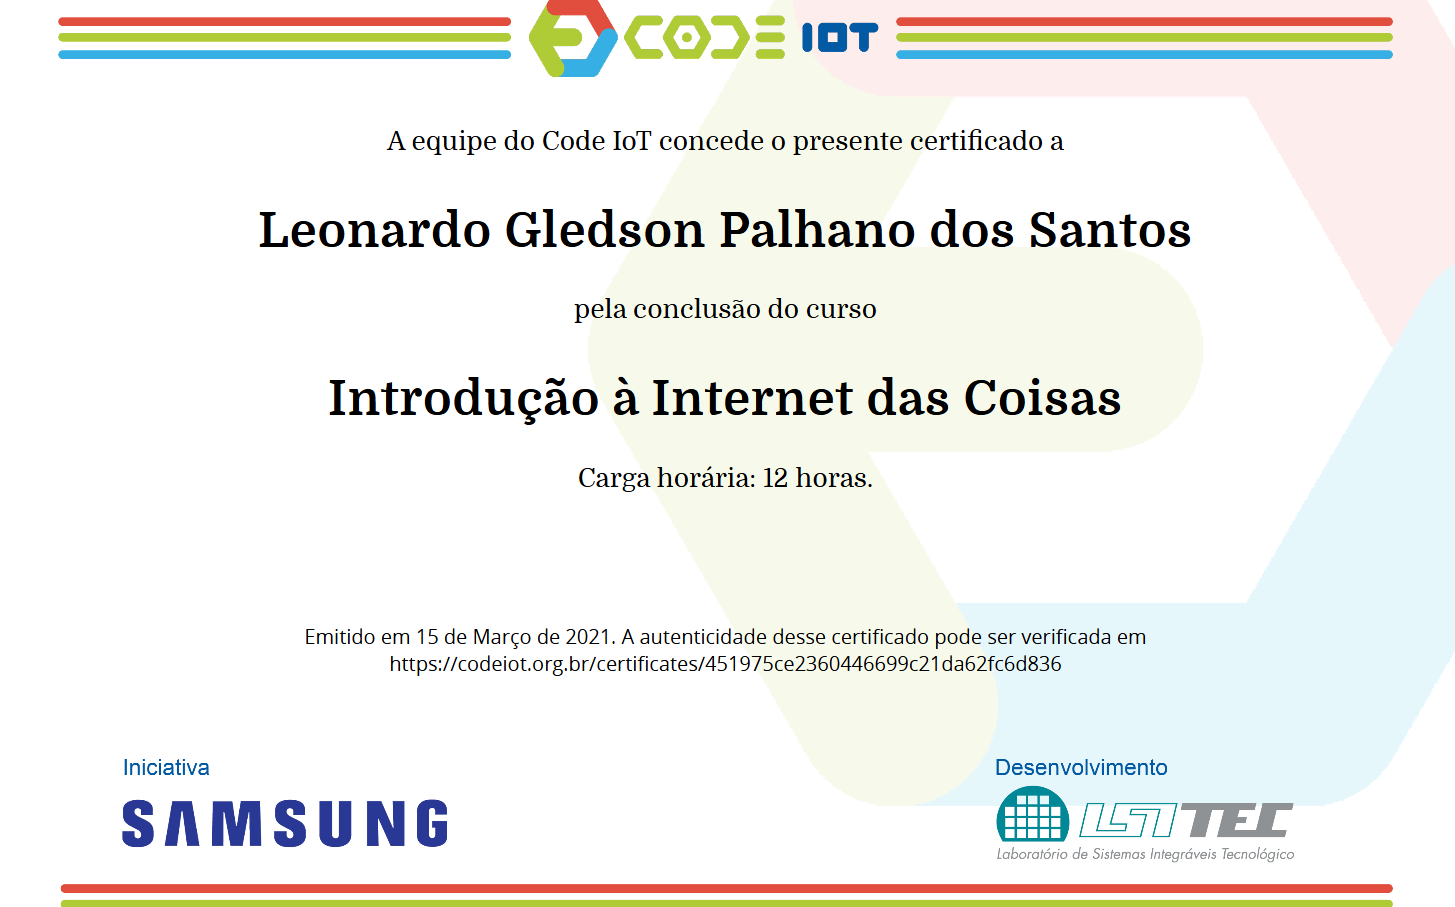 CODE IOT
A equipe do Code IoT concede o presente certificado a
Leonardo Gledson Palhano dos Santos
pela conclusão do curso
Introdução à Internet das Coisas
Carga horária: 12 horas.
Emitido em 15 de Março de 2021. A autenticidade desse certificado pode ser verificada em
https://codeiot.org.br/certificates/451975ce2360446699c21da62fc6d836
Iniciativa
SAMSUNG
Desenvolvimento
LSI TEC
Laboratório de Sistemas Integráveis Tecnológico